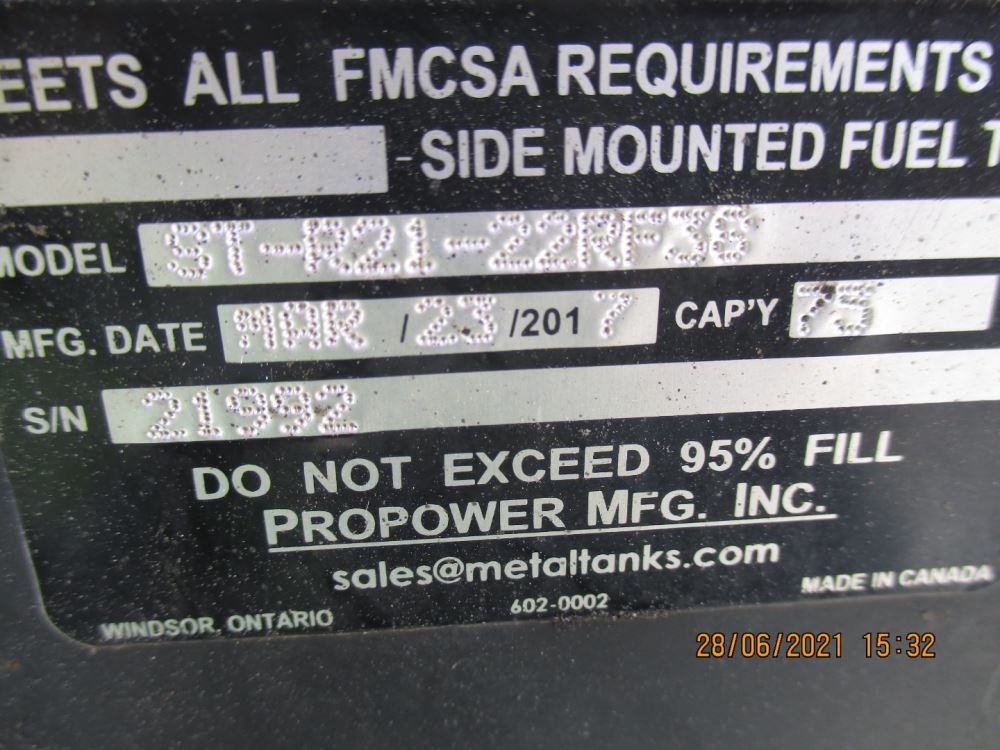 EETS ALL FMCSA REQUIREMENTS
- SIDE MOUNTED FUEL T
MODEL ST-R21-22RF36
MFG. DATE MAR /23 /2017 CAP'Y 75
S/N 21992
DO NOT EXCEED 95% FILL
PROPOWER MFG. INC.
sales@metaltanks.com
WINDSOR, ONTARIO 602-0002 MADE IN CANADA
28/06/2021 15:32